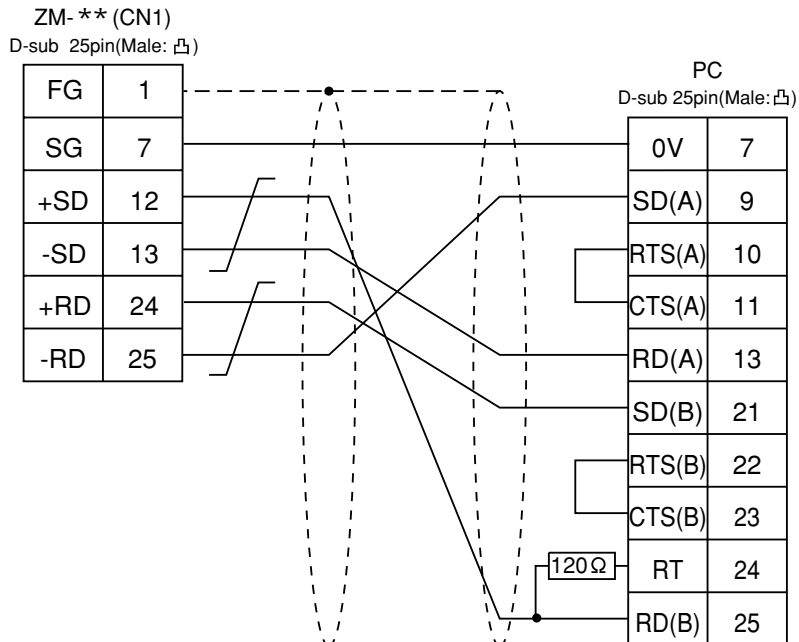 ZM-** (CN1)
D-sub 25pin(Male: 凸)
FG 1
SG 7
+SD 12
-SD 13
+RD 24
-RD 25
PC
D-sub 25pin(Male:凸)
0V 7
SD(A) 9
RTS(A) 10
CTS(A) 11
RD(A) 13
SD(B) 21
RTS(B) 22
CTS(B) 23
120Ω RT 24
RD(B) 25